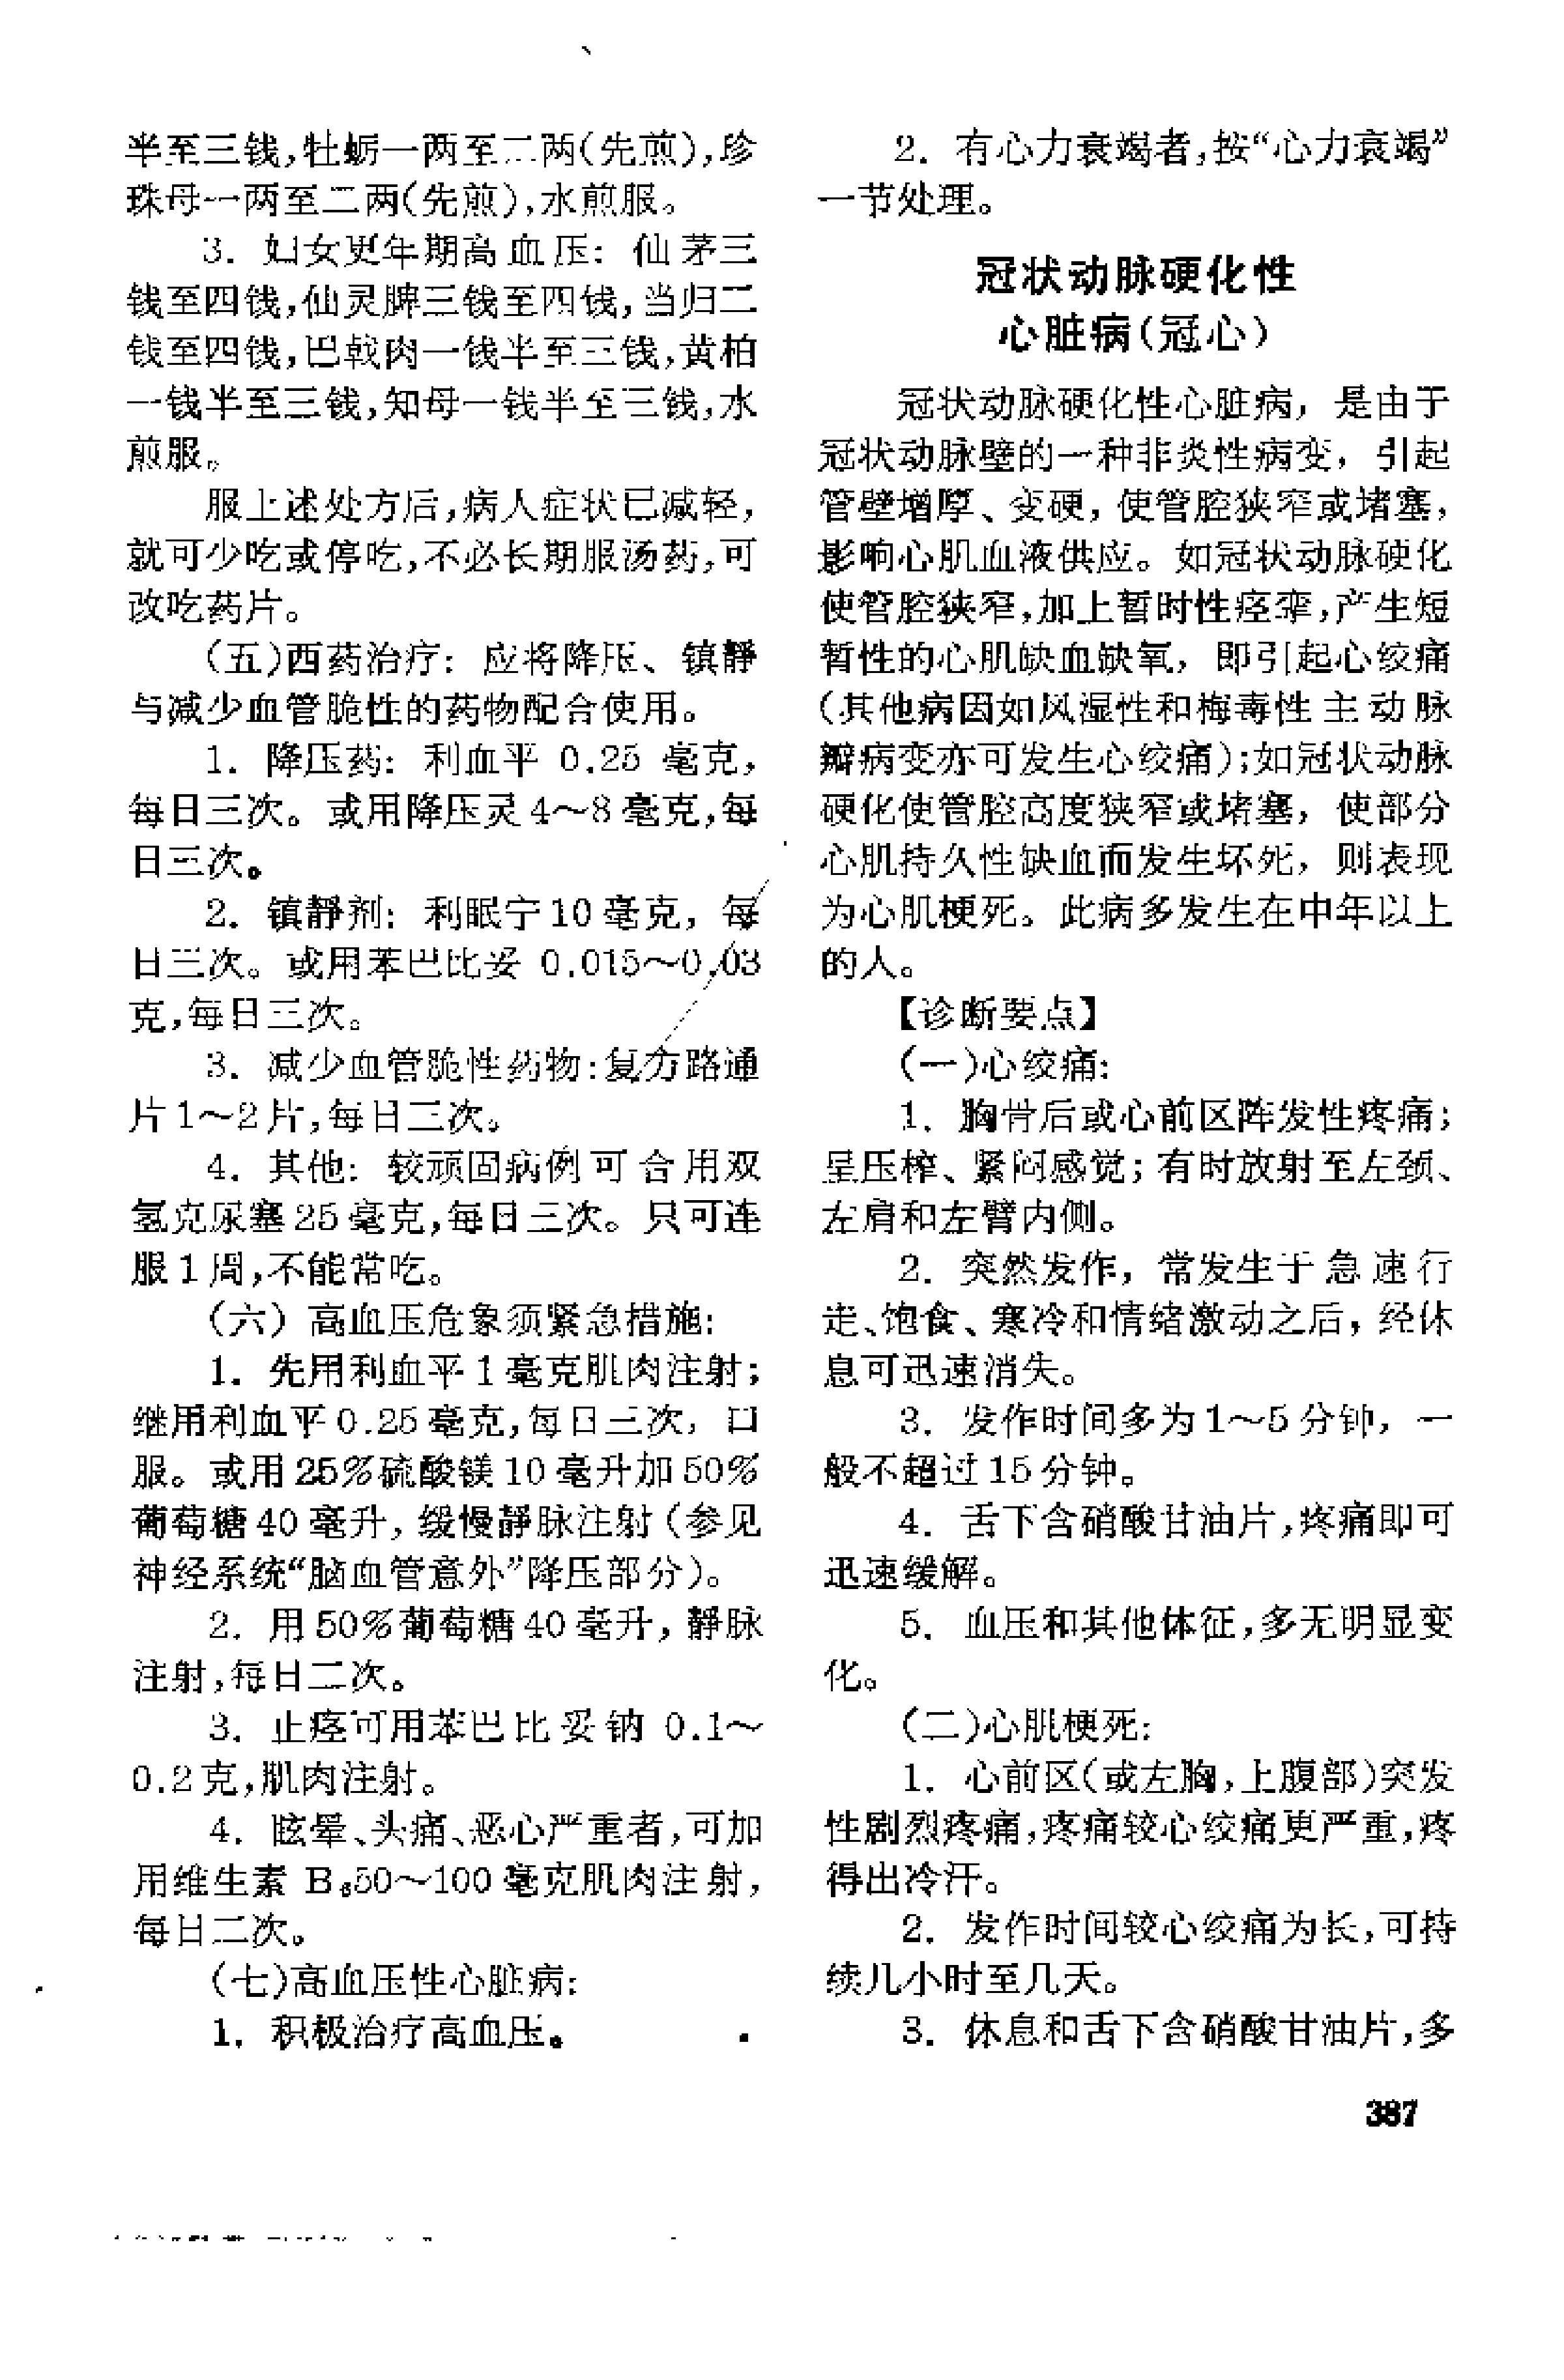 半至三钱,牡蛎一两至二两(先煎),珍
珠母一两至二两(先煎),水煎服。
3. 妇女更年期高血压: 仙茅三
钱至四钱,仙灵脾三钱至四钱,当归二
钱至四钱,巴戟肉一钱半至三钱,黄柏
一钱半至三钱,知母一钱半至三钱,水
煎服。
服上述处方后,病人症状已减轻,
就可少吃或停吃,不必长期服汤药,可
改吃药片。
(五)西药治疗: 应将降压、镇静
与减少血管脆性的药物配合使用。
1. 降压药: 利血平 0.25 毫克,
每日三次。或用降压灵4～8毫克,每
日三次。
2. 镇静剂: 利眠宁10毫克, 每
日三次。或用苯巴比妥 0.015～0.03
克,每日三次。
3. 减少血管脆性药物:复方路通
片1～2片,每日三次。
4. 其他: 较顽固病例可合用双
氢克尿塞25毫克,每日三次。只可连
服1周,不能常吃。
(六) 高血压危象须紧急措施:
1. 先用利血平1毫克肌肉注射;
继用利血平0.25毫克,每日三次, 口
服。或用25%硫酸镁10毫升加50%
葡萄糖40毫升, 缓慢静脉注射(参见
神经系统“脑血管意外”降压部分)。
2. 用50%葡萄糖40毫升, 静脉
注射,每日二次。
3. 止痉可用苯巴比妥钠 0.1～
0.2克,肌肉注射。
4. 眩晕、头痛、恶心严重者,可加
用维生素 B₆50～100毫克肌肉注射,
每日二次。
(七)高血压性心脏病:
1. 积极治疗高血压。
2. 有心力衰竭者,按“心力衰竭”
一节处理。
冠状动脉硬化性
心脏病(冠心)
冠状动脉硬化性心脏病, 是由于
冠状动脉壁的一种非炎性病变, 引起
管壁增厚、变硬, 使管腔狭窄或堵塞,
影响心肌血液供应。如冠状动脉硬化
使管腔狭窄,加上暂时性痉挛,产生短
暂性的心肌缺血缺氧, 即引起心绞痛
(其他病因如风湿性和梅毒性主动脉
瓣病变亦可发生心绞痛);如冠状动脉
硬化使管腔高度狭窄或堵塞, 使部分
心肌持久性缺血而发生坏死, 则表现
为心肌梗死。此病多发生在中年以上
的人。
【诊断要点】
(一)心绞痛:
1. 胸骨后或心前区阵发性疼痛;
呈压榨、紧闷感觉; 有时放射至左颈、
左肩和左臂内侧。
2. 突然发作, 常发生于急速行
走、饱食、寒冷和情绪激动之后, 经休
息可迅速消失。
3. 发作时间多为1～5分钟, 一
般不超过15分钟。
4. 舌下含硝酸甘油片,疼痛即可
迅速缓解。
5. 血压和其他体征,多无明显变
化。
(二)心肌梗死:
1. 心前区(或左胸,上腹部)突发
性剧烈疼痛,疼痛较心绞痛更严重,疼
得出冷汗。
2. 发作时间较心绞痛为长,可持
续几小时至几天。
3. 休息和舌下含硝酸甘油片,多
387